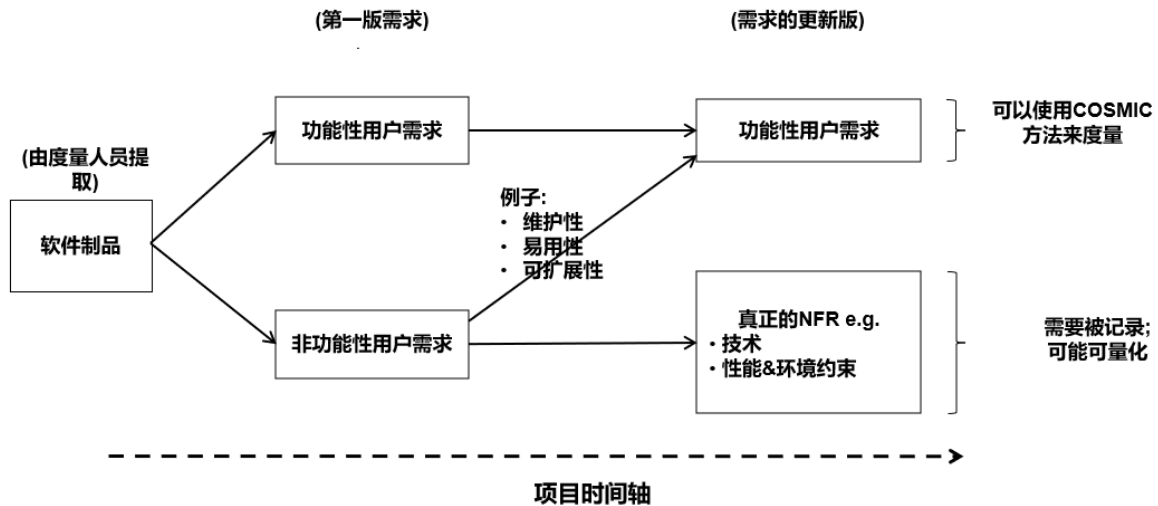 (第一版需求)
(需求的更新版)
功能性用户需求
功能性用户需求
可以使用COSMIC
方法来度量
(由度量人员提
取)
软件制品
例子:
• 维护性
• 易用性
• 可扩展性
非功能性用户需求
真正的NFR e.g.
• 技术
• 性能&环境约束
需要被记录;
可能可量化
项目时间轴